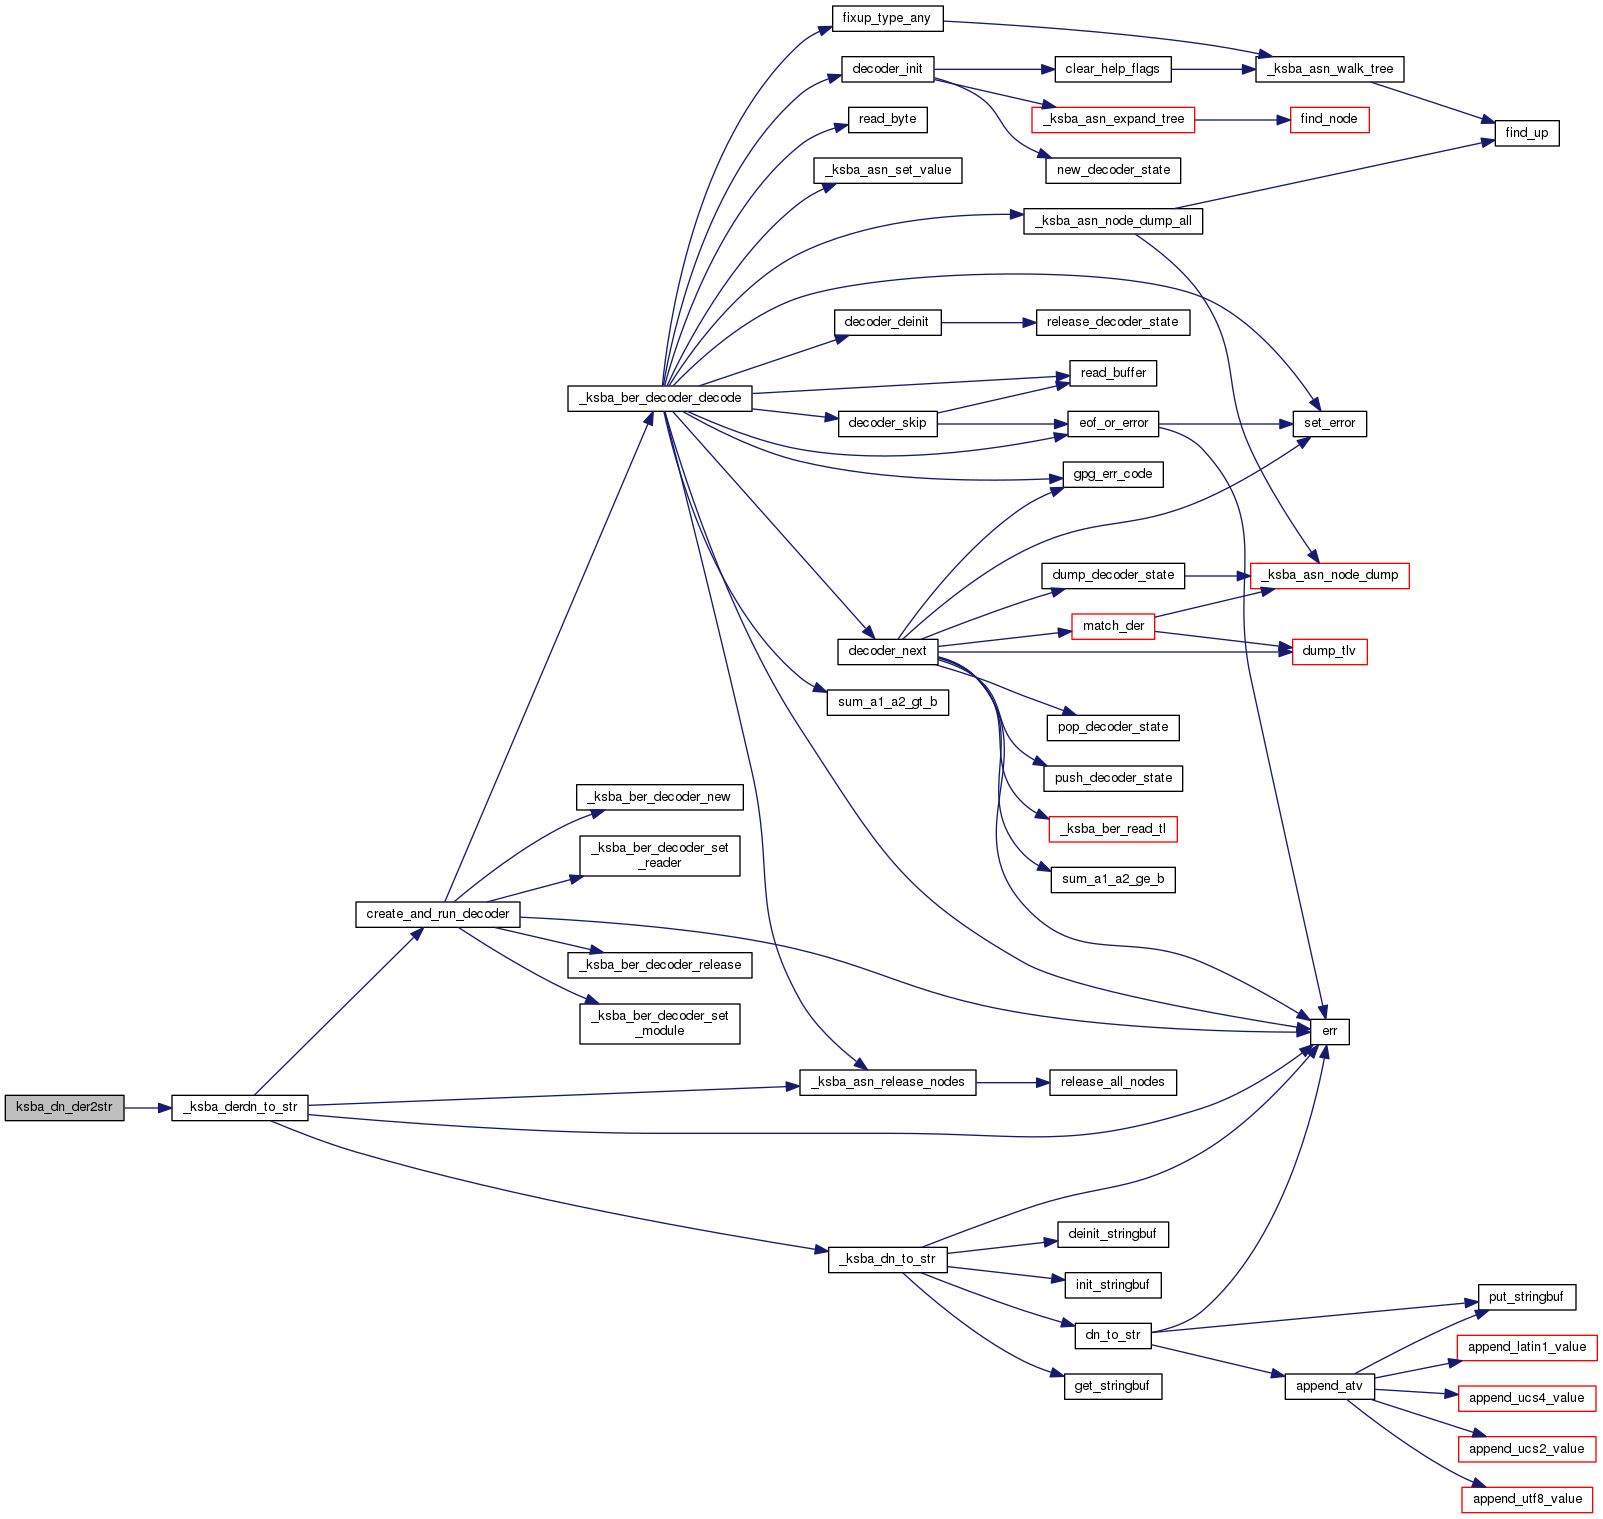 fixup_type_any
decoder_init
clear_help_flags
_ksba_asn_walk_tree
read_byte
_ksba_asn_expand_tree
find_node
find_up
_ksba_asn_set_value
new_decoder_state
_ksba_asn_node_dump_all
decoder_deinit
release_decoder_state
read_buffer
_ksba_ber_decoder_decode
decoder_skip
eof_or_error
set_error
gpg_err_code
dump_decoder_state
_ksba_asn_node_dump
match_der
decoder_next
dump_tlv
sum_a1_a2_gt_b
pop_decoder_state
push_decoder_state
_ksba_ber_decoder_new
_ksba_ber_read_tl
_ksba_ber_decoder_set
_reader
sum_a1_a2_ge_b
create_and_run_decoder
_ksba_ber_decoder_release
_ksba_ber_decoder_set
_module
err
_ksba_asn_release_nodes
release_all_nodes
ksba_dn_der2str
_ksba_derdn_to_str
deinit_stringbuf
_ksba_dn_to_str
init_stringbuf
put_stringbuf
dn_to_str
append_latin1_value
get_stringbuf
append_atv
append_ucs4_value
append_ucs2_value
append_utf8_value